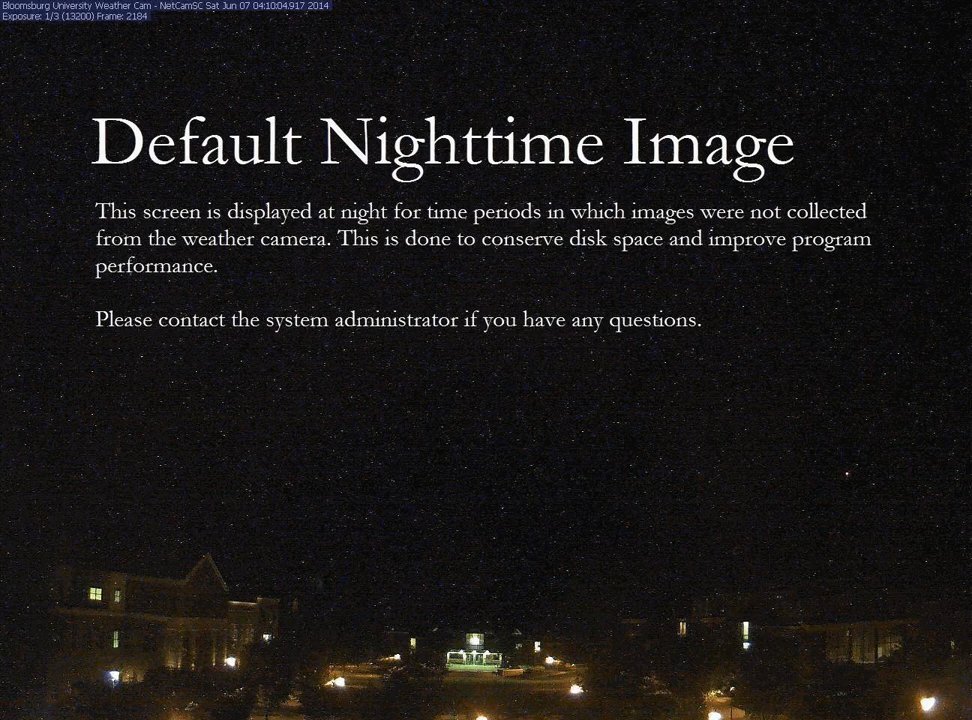 Bloomsburg University Weather Cam - NetCamSC Sat Jun 07 04:10:04.917 2014
Exposure: 1/3 (13200) Frame: 2184
Default Nighttime Image
This screen is displayed at night for time periods in which images were not collected
from the weather camera. This is done to conserve disk space and improve program
performance.
Please contact the system administrator if you have any questions.